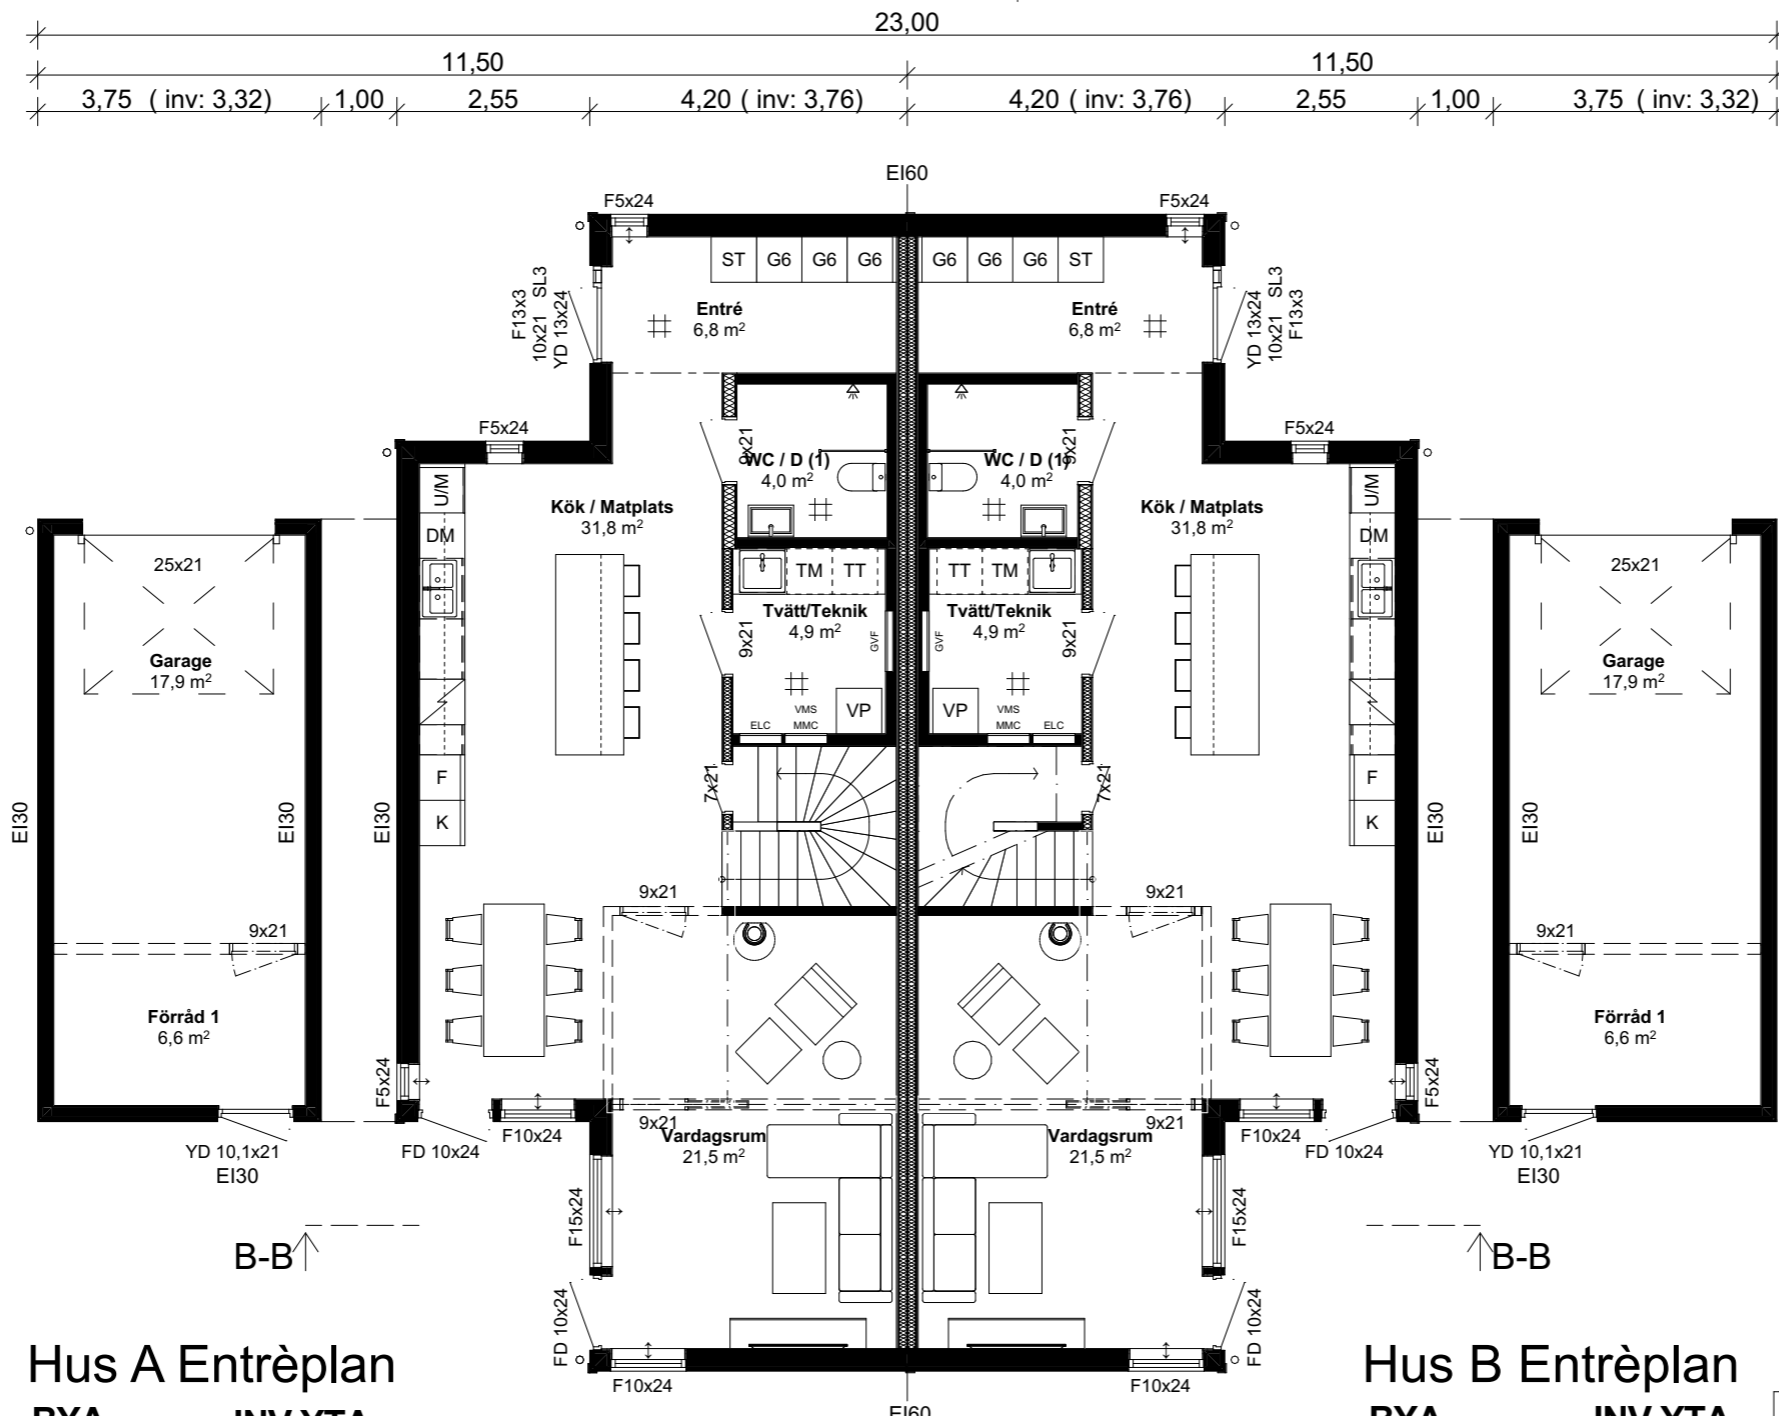 23,00
11,50 11,50
3,75 ( inv: 3,32) 1,00 2,55 4,20 ( inv: 3,76) 4,20 ( inv: 3,76) 2,55 1,00 3,75 ( inv: 3,32)
EI60
F5x24 F5x24
ST G6 G6 G6 G6 G6 G6 ST
F13x3
10x21 SL3
YD 13x24
Entré
6,8 m²
Entré
6,8 m²
YD 13x24
10x21 SL3
F13x3
F5x24 F5x24
9x21 9x21
WC / D (1)
4,0 m²
WC / D (1)
4,0 m²
U/M U/M
DM DM
Kök / Matplats
31,8 m²
Kök / Matplats
31,8 m²
25x21 25x21
TM TT TT TM
Tvätt/Teknik
4,9 m²
Tvätt/Teknik
4,9 m²
9x21 GVF GVF 9x21
Garage
17,9 m²
Garage
17,9 m²
ELC VMS
MMC VP VP VMS
MMC ELC
7x21 7x21
F F
K K
EI30 EI30 EI30 EI30 EI30
9x21 9x21
9x21 9x21
Förråd 1
6,6 m²
Förråd 1
6,6 m²
F5x24 F5x24
9x21 9x21
F10x24 F10x24
Vardagsrum
21,5 m²
Vardagsrum
21,5 m²
YD 10,1x21
EI30
FD 10x24 FD 10x24
YD 10,1x21
EI30
F15x24 F15x24
B-B B-B
FD 10x24 FD 10x24
F10x24 F10x24
Hus A Entrèplan Hus B Entrèplan
EI60
BYA INV YTA BYA INV YTA